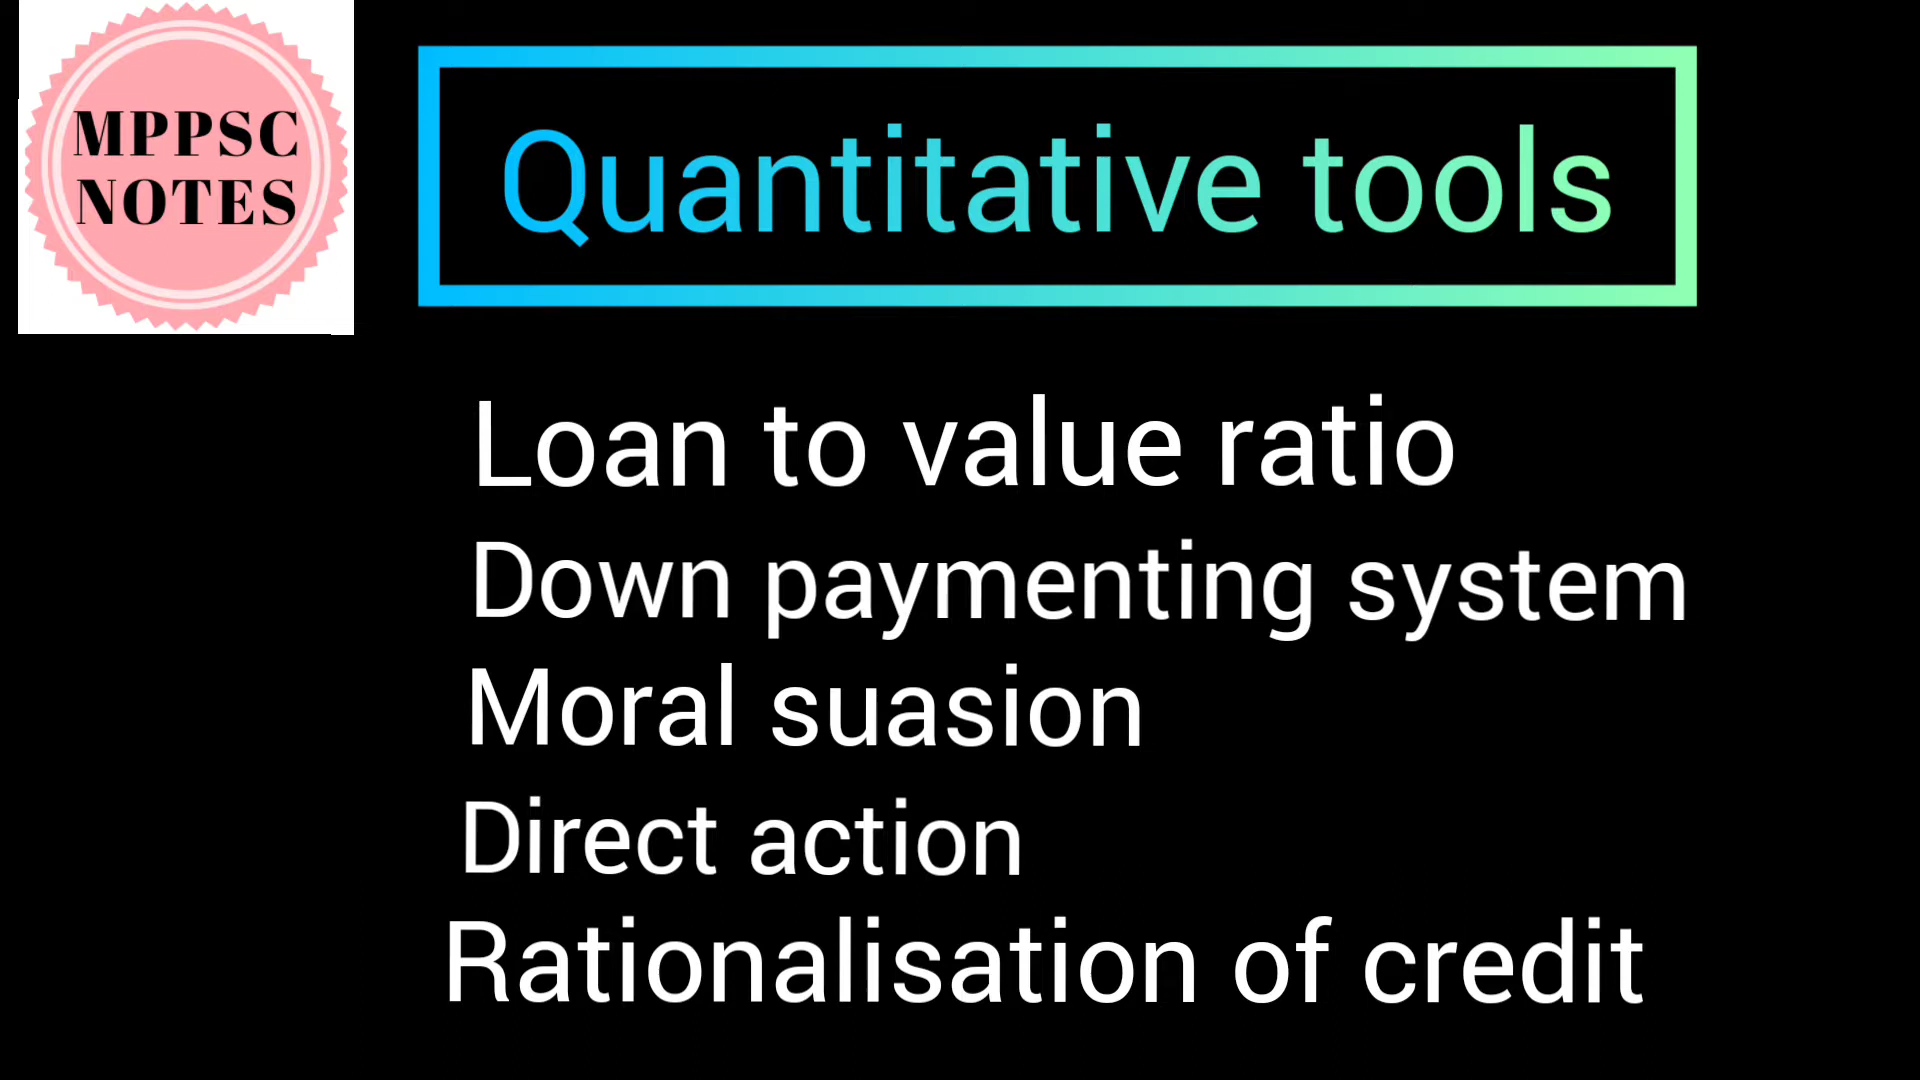 MPPSC
NOTES
Quantitative tools
Loan to value ratio
Down paymenting system
Moral suasion
Direct action
Rationalisation of credit